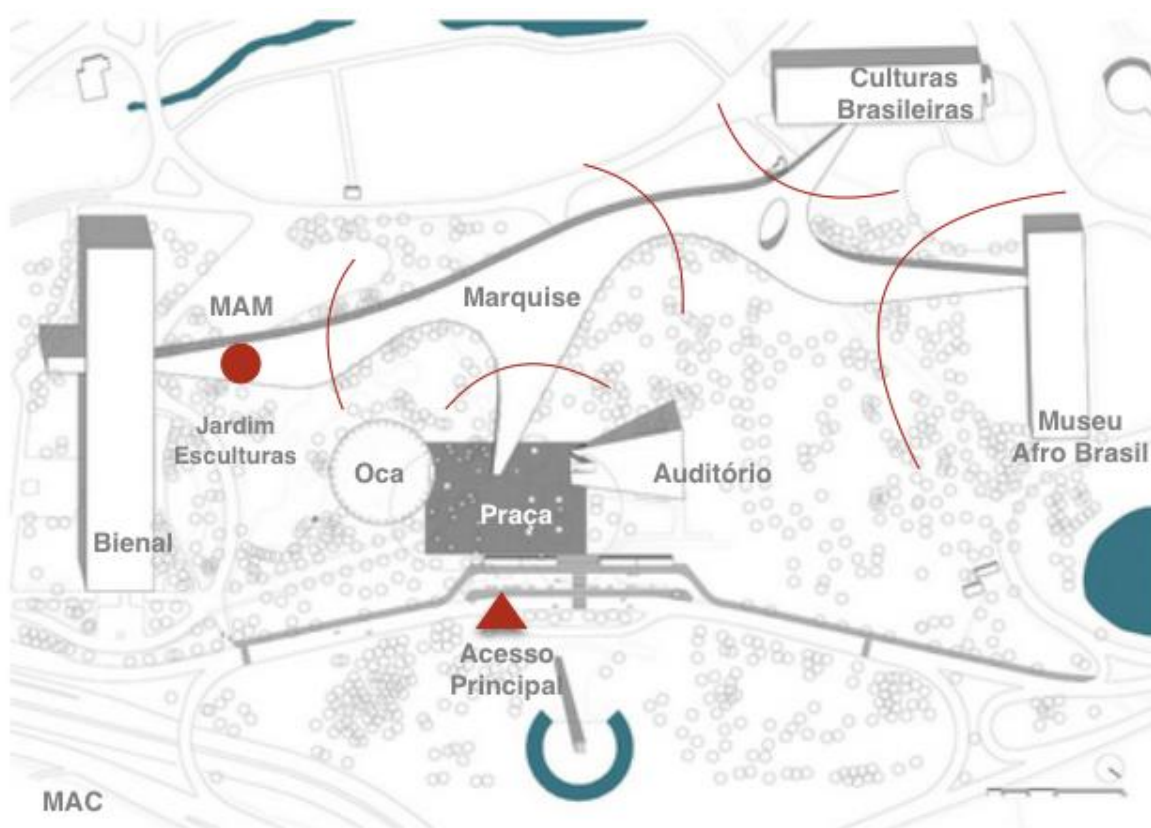 Culturas
Brasileiras
MAM
Marquise
Jardim
Esculturas
Oca
Auditório
Museu
Afro Brasil
Praça
Bienal
Acesso
Principal
MAC